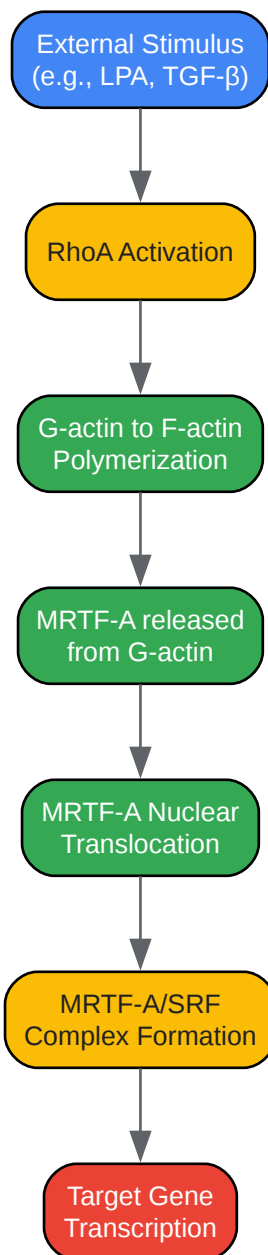 External Stimulus
(e.g., LPA, TGF-β)
RhoA Activation
G-actin to F-actin
Polymerization
MRTF-A released
from G-actin
MRTF-A Nuclear
Translocation
MRTF-A/SRF
Complex Formation
Target Gene
Transcription